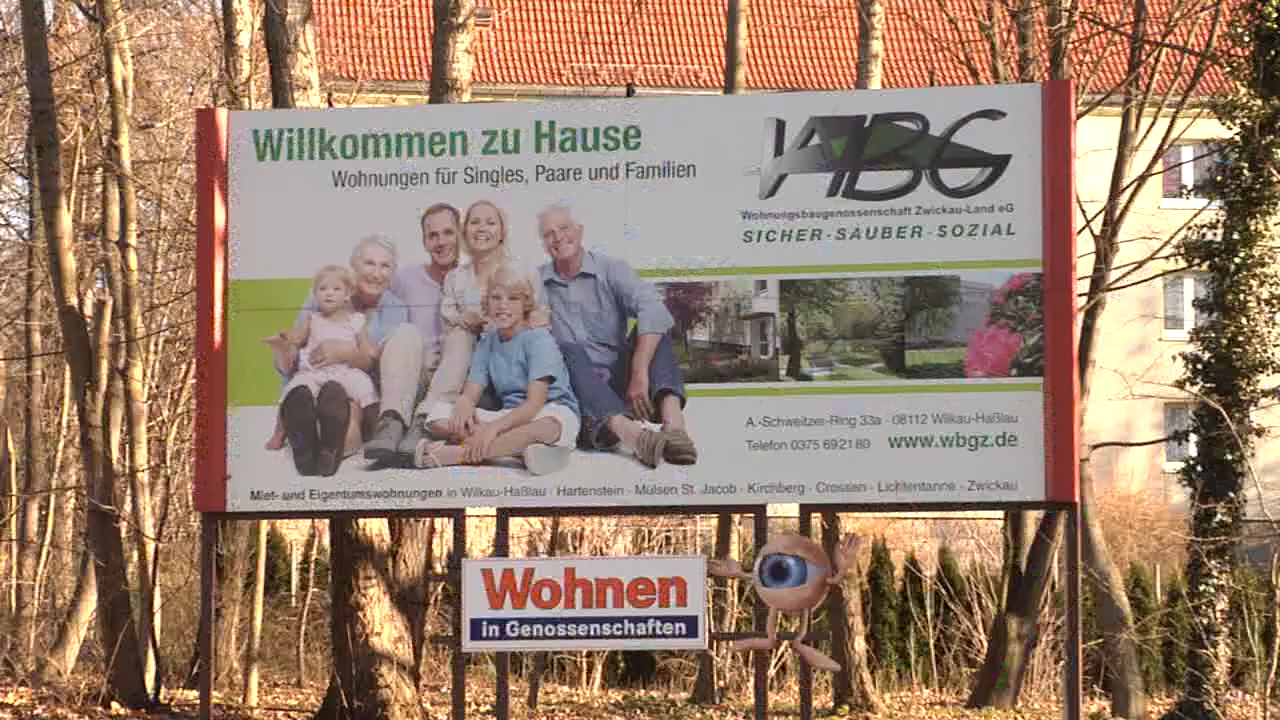 Willkommen zu Hause
Wohnungen für Singles, Paare und Familien
WBG
Wohnungsbaugenossenschaft Zwickau-Land eG
SICHER-SAUBER-SOZIAL
A.-Schweitzer-Ring 33a · 08112 Wilkau-Haßlau
Telefon 0375 692180 www.wbgz.de
Miet- und Eigentumswohnungen in Wilkau-Haßlau · Hartenstein · Mülsen St. Jacob · Kirchberg · Crossen · Lichtentanne · Zwickau
Wohnen
in Genossenschaften